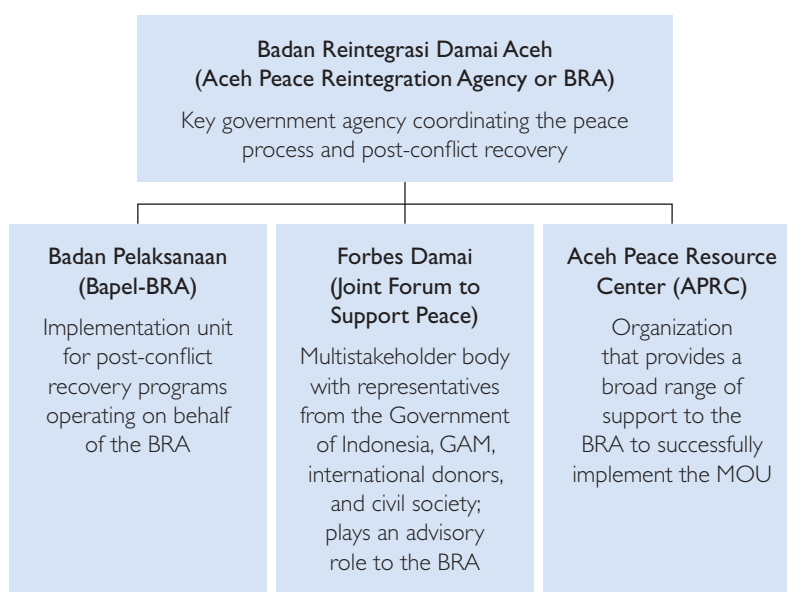 Badan Reintegrasi Damai Aceh
(Aceh Peace Reintegration Agency or BRA)
Key government agency coordinating the peace
process and post-conflict recovery
Badan Pelaksanaan
(Bapel-BRA)
Implementation unit
for post-conflict
recovery programs
operating on behalf
of the BRA
Forbes Damai
(Joint Forum to
Support Peace)
Multistakeholder body
with representatives
from the Government
of Indonesia, GAM,
international donors,
and civil society;
plays an advisory
role to the BRA
Aceh Peace Resource
Center (APRC)
Organization
that provides a
broad range of
support to the
BRA to successfully
implement the MOU